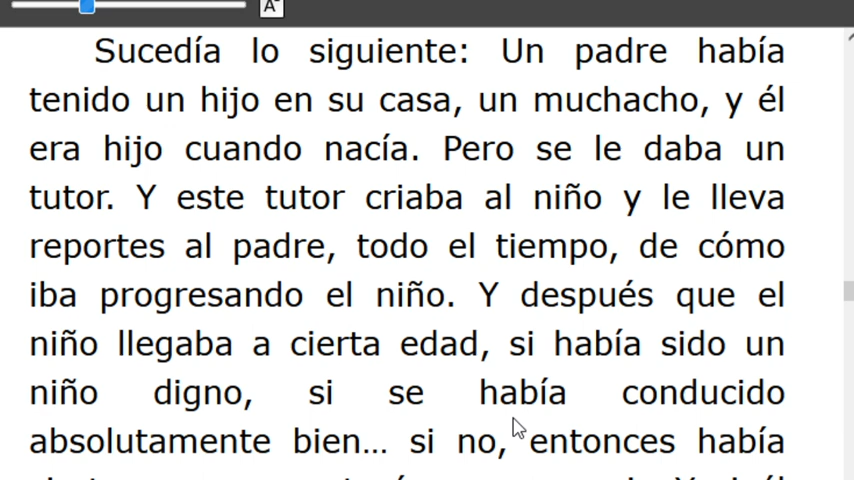 Sucedía lo siguiente: Un padre había
tenido un hijo en su casa, un muchacho, y él
era hijo cuando nacía. Pero se le daba un
tutor. Y este tutor criaba al niño y le lleva
reportes al padre, todo el tiempo, de cómo
iba progresando el niño. Y después que el
niño llegaba a cierta edad, si había sido un
niño digno, si se había conducido
absolutamente bien... si no, entonces había